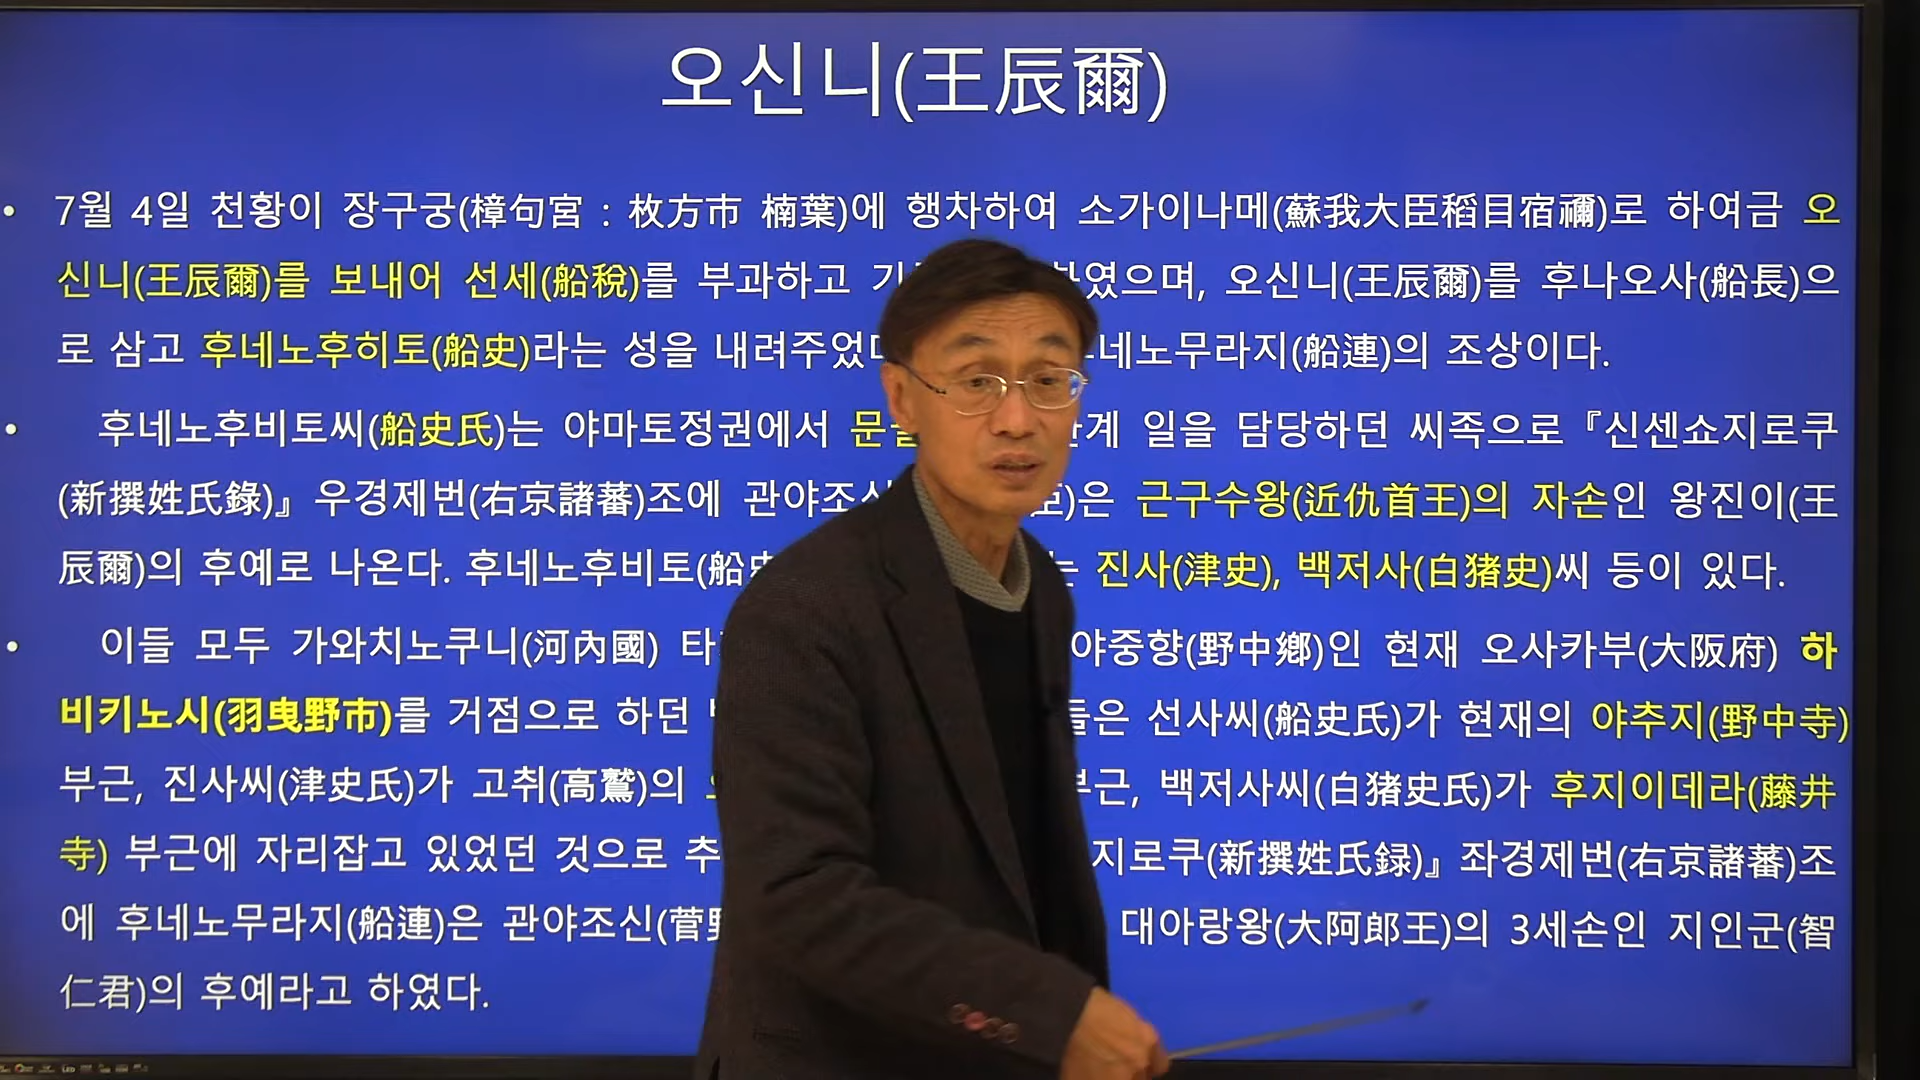 오신니(王辰爾)
• 7월 4일 천황이 장구궁(樟句宮 : 枚方市 楠葉)에 행차하여 소가이나메(蘇我大臣稻目宿禰)로 하여금 오
신니(王辰爾)를 보내어 선세(船稅)를 부과하고 였으며, 오신니(王辰爾)를 후나오사(船長)으
로 삼고 후네노후히토(船史)라는 성을 내려주었 네노무라지(船連)의 조상이다.
• 후네노후비토씨(船史氏)는 야마토정권에서 계 일을 담당하던 씨족으로 『신센쇼지로쿠
(新撰姓氏錄)』 우경제번(右京諸蕃)조에 관야조 은 근구수왕(近仇首王)의 자손인 왕진이(王
辰爾)의 후예로 나온다. 후네노후비토(船 진사(津史), 백저사(白猪史)씨 등이 있다.
• 이들 모두 가와치노쿠니(河內國) 타 야중향(野中鄕)인 현재 오사카부(大阪府) 하
비키노시(羽曳野市)를 거점으로 하던 들은 선사씨(船史氏)가 현재의 야추지(野中寺)
부근, 진사씨(津史氏)가 고취(高鷲)의 부근, 백저사씨(白猪史氏)가 후지이데라(藤井
寺) 부근에 자리잡고 있었던 것으로 추 지로쿠(新撰姓氏録)』 좌경제번(右京諸蕃)조
에 후네노무라지(船連)은 관야조신(菅 대아랑왕(大阿郎王)의 3세손인 지인군(智
仁君)의 후예라고 하였다.